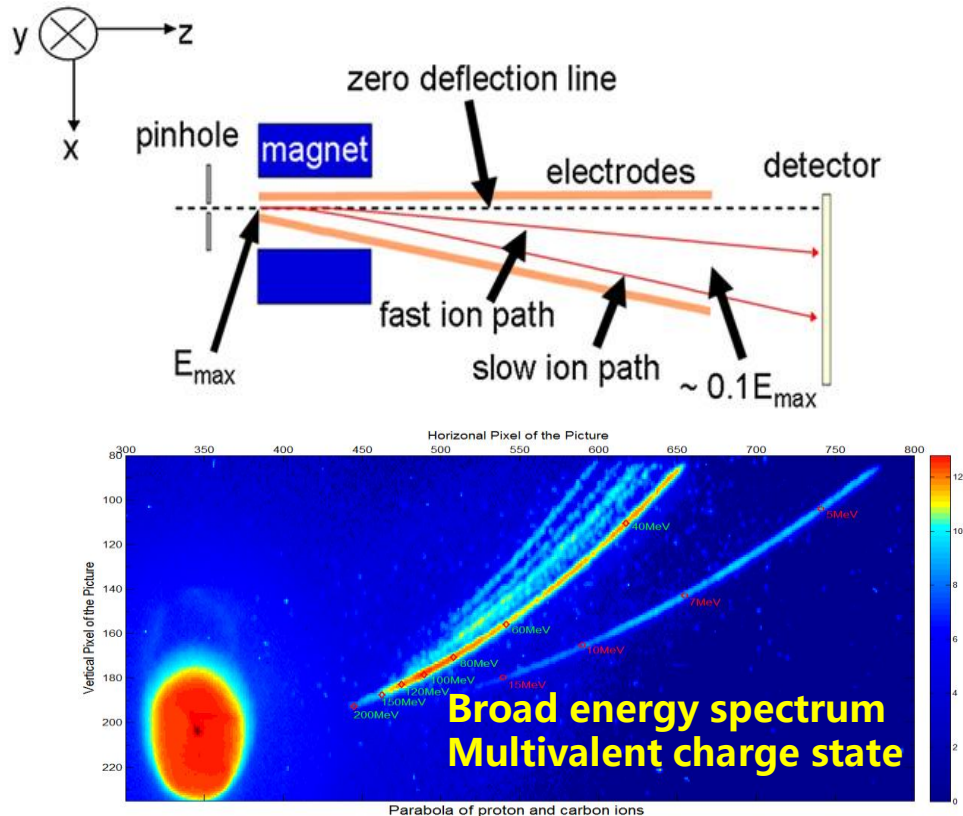 y
z
x
zero deflection line
pinhole
magnet
electrodes
detector
fast ion path
E_max
slow ion path
~ 0.1E_max
Horizonal Pixel of the Picture
300 350 400 450 500 550 600 650 700 750 800
Vertical Pixel of the Picture
80
100
120
140
160
180
200
220
40MeV
5MeV
60MeV
7MeV
80MeV
10MeV
100MeV
120MeV
15MeV
150MeV
200MeV
12
10
8
6
4
2
0
Broad energy spectrum
Multivalent charge state
Parabola of proton and carbon ions